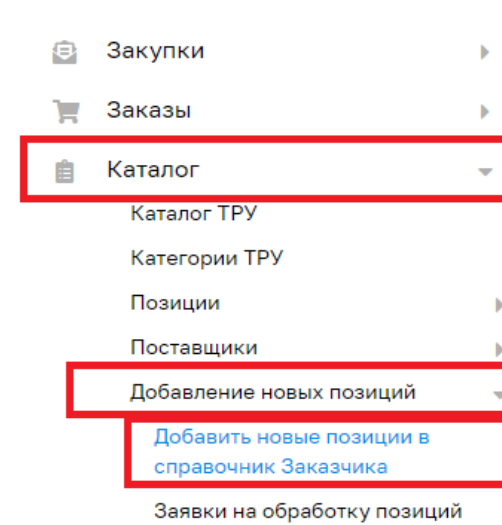 Закупки
Заказы
Каталог
Каталог ТРУ
Категории ТРУ
Позиции
Поставщики
Добавление новых позиций
Добавить новые позиции в
справочник Заказчика
Заявки на обработку позиций